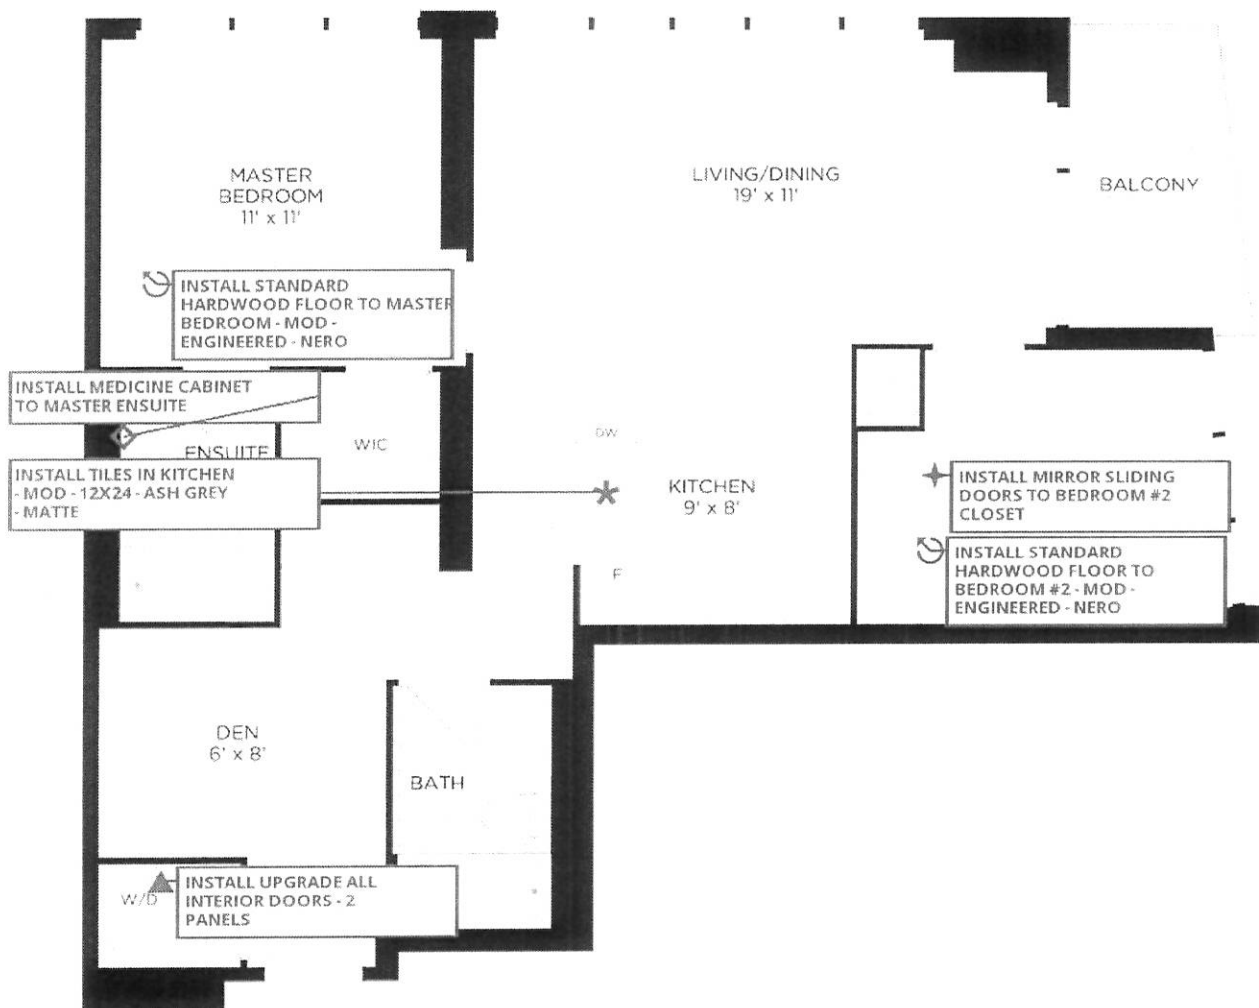 MASTER
BEDROOM
11' x 11'
LIVING/DINING
19' x 11'
BALCONY
INSTALL STANDARD
HARDWOOD FLOOR TO MASTER
BEDROOM - MOD -
ENGINEERED - NERO
INSTALL MEDICINE CABINET
TO MASTER ENSUITE
ENSUITE
WIC
DW
INSTALL TILES IN KITCHEN
- MOD - 12X24 - ASH GREY
- MATTE
KITCHEN
9' x 8'
F
INSTALL MIRROR SLIDING
DOORS TO BEDROOM #2
CLOSET
INSTALL STANDARD
HARDWOOD FLOOR TO
BEDROOM #2 - MOD -
ENGINEERED - NERO
DEN
6' x 8'
BATH
W/D
INSTALL UPGRADE ALL
INTERIOR DOORS - 2
PANELS